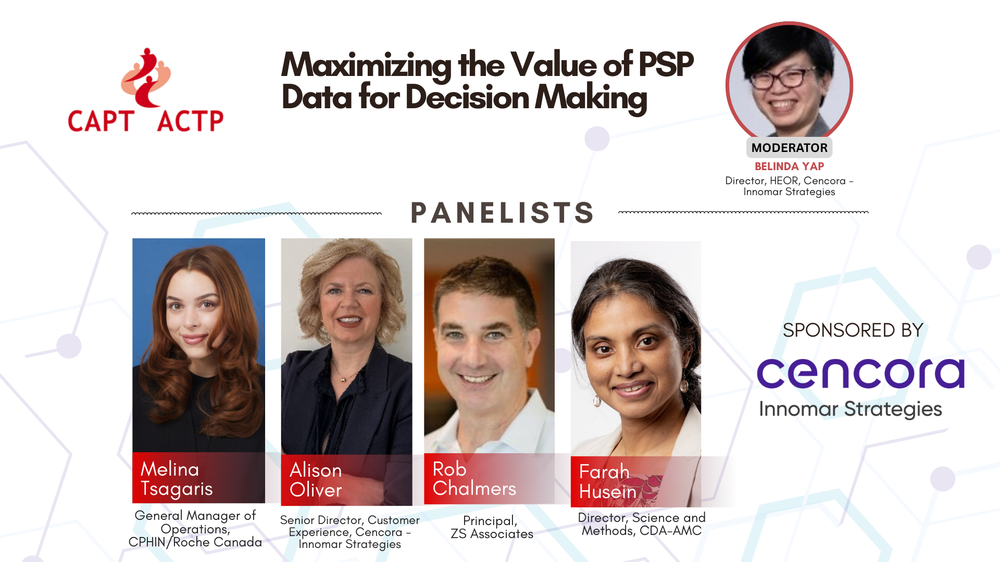 CAPT ACTP
Maximizing the Value of PSP
Data for Decision Making
MODERATOR
BELINDA YAP
Director, HEOR, Cencora -
Innomar Strategies
PANELISTS
Melina
Tsagaris
General Manager of
Operations,
CPHIN/Roche Canada
Alison
Oliver
Senior Director, Customer
Experience, Cencora -
Innomar Strategies
Rob
Chalmers
Principal,
ZS Associates
Farah
Husein
Director, Science and
Methods, CDA-AMC
SPONSORED BY
cencora
Innomar Strategies